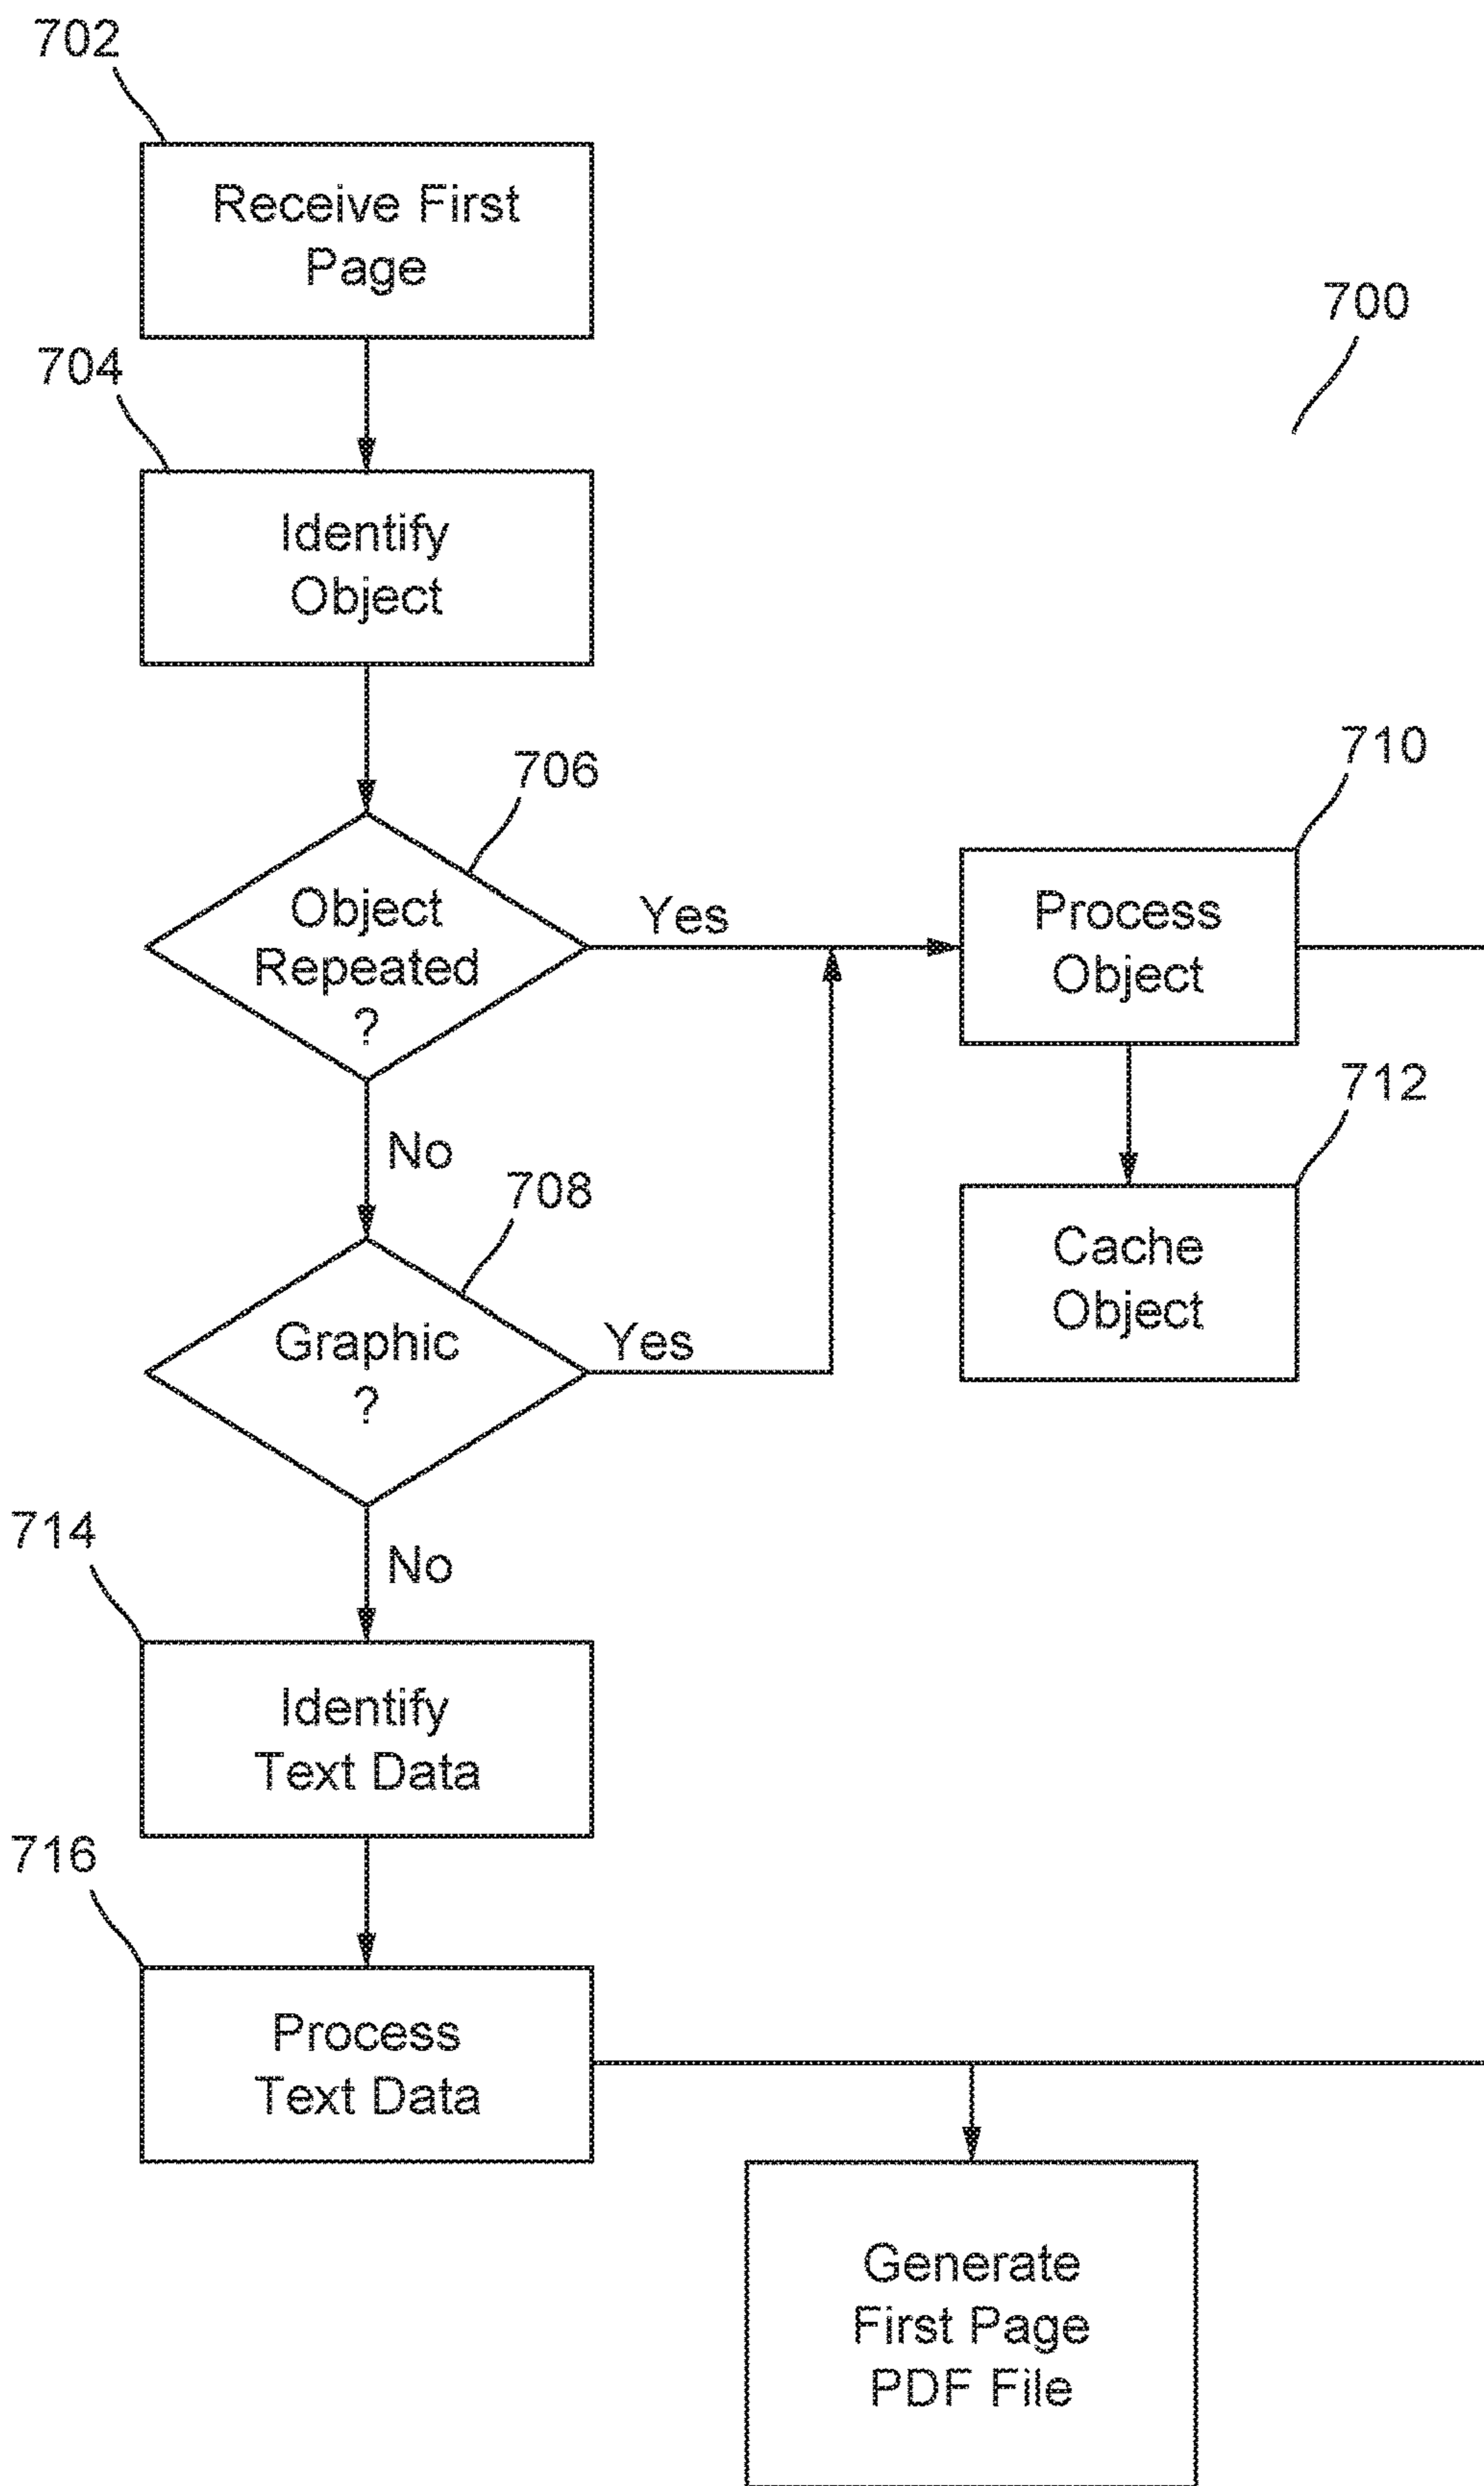 702
Receive First
Page
700
704
Identify
Object
706
710
Object
Repeated
?
Yes
Process
Object
No
712
708
Cache
Object
Graphic
?
Yes
714
No
Identify
Text Data
716
Process
Text Data
Generate
First Page
PDF File